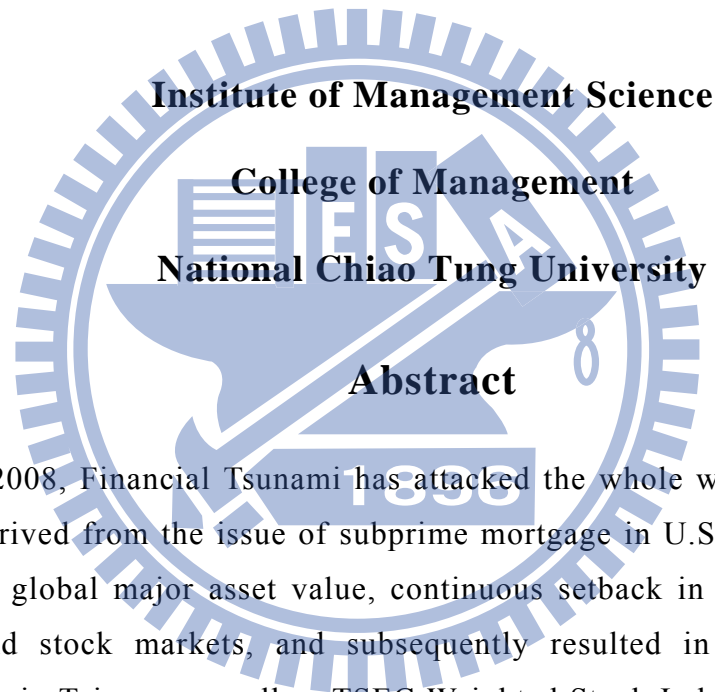 Institute of Management Science
College of Management
National Chiao Tung University
Abstract
2008, Financial Tsunami has attacked the whole w
rived from the issue of subprime mortgage in U.S
global major asset value, continuous setback in
d stock markets, and subsequently resulted in
ESA
1896